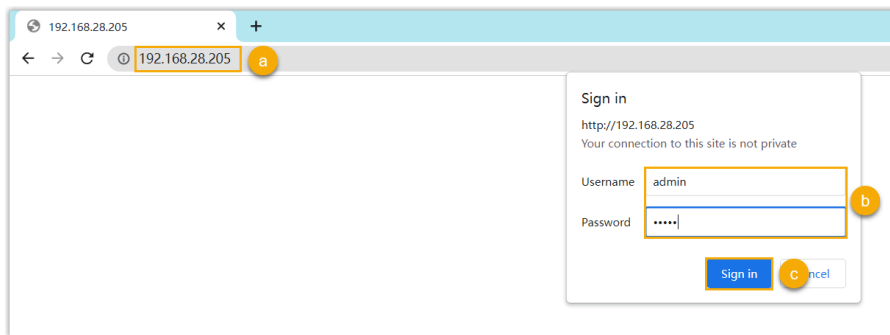 192.168.28.205
192.168.28.205 a
Sign in
http://192.168.28.205
Your connection to this site is not private
Username admin
b
Password •••••
Sign in c ncel